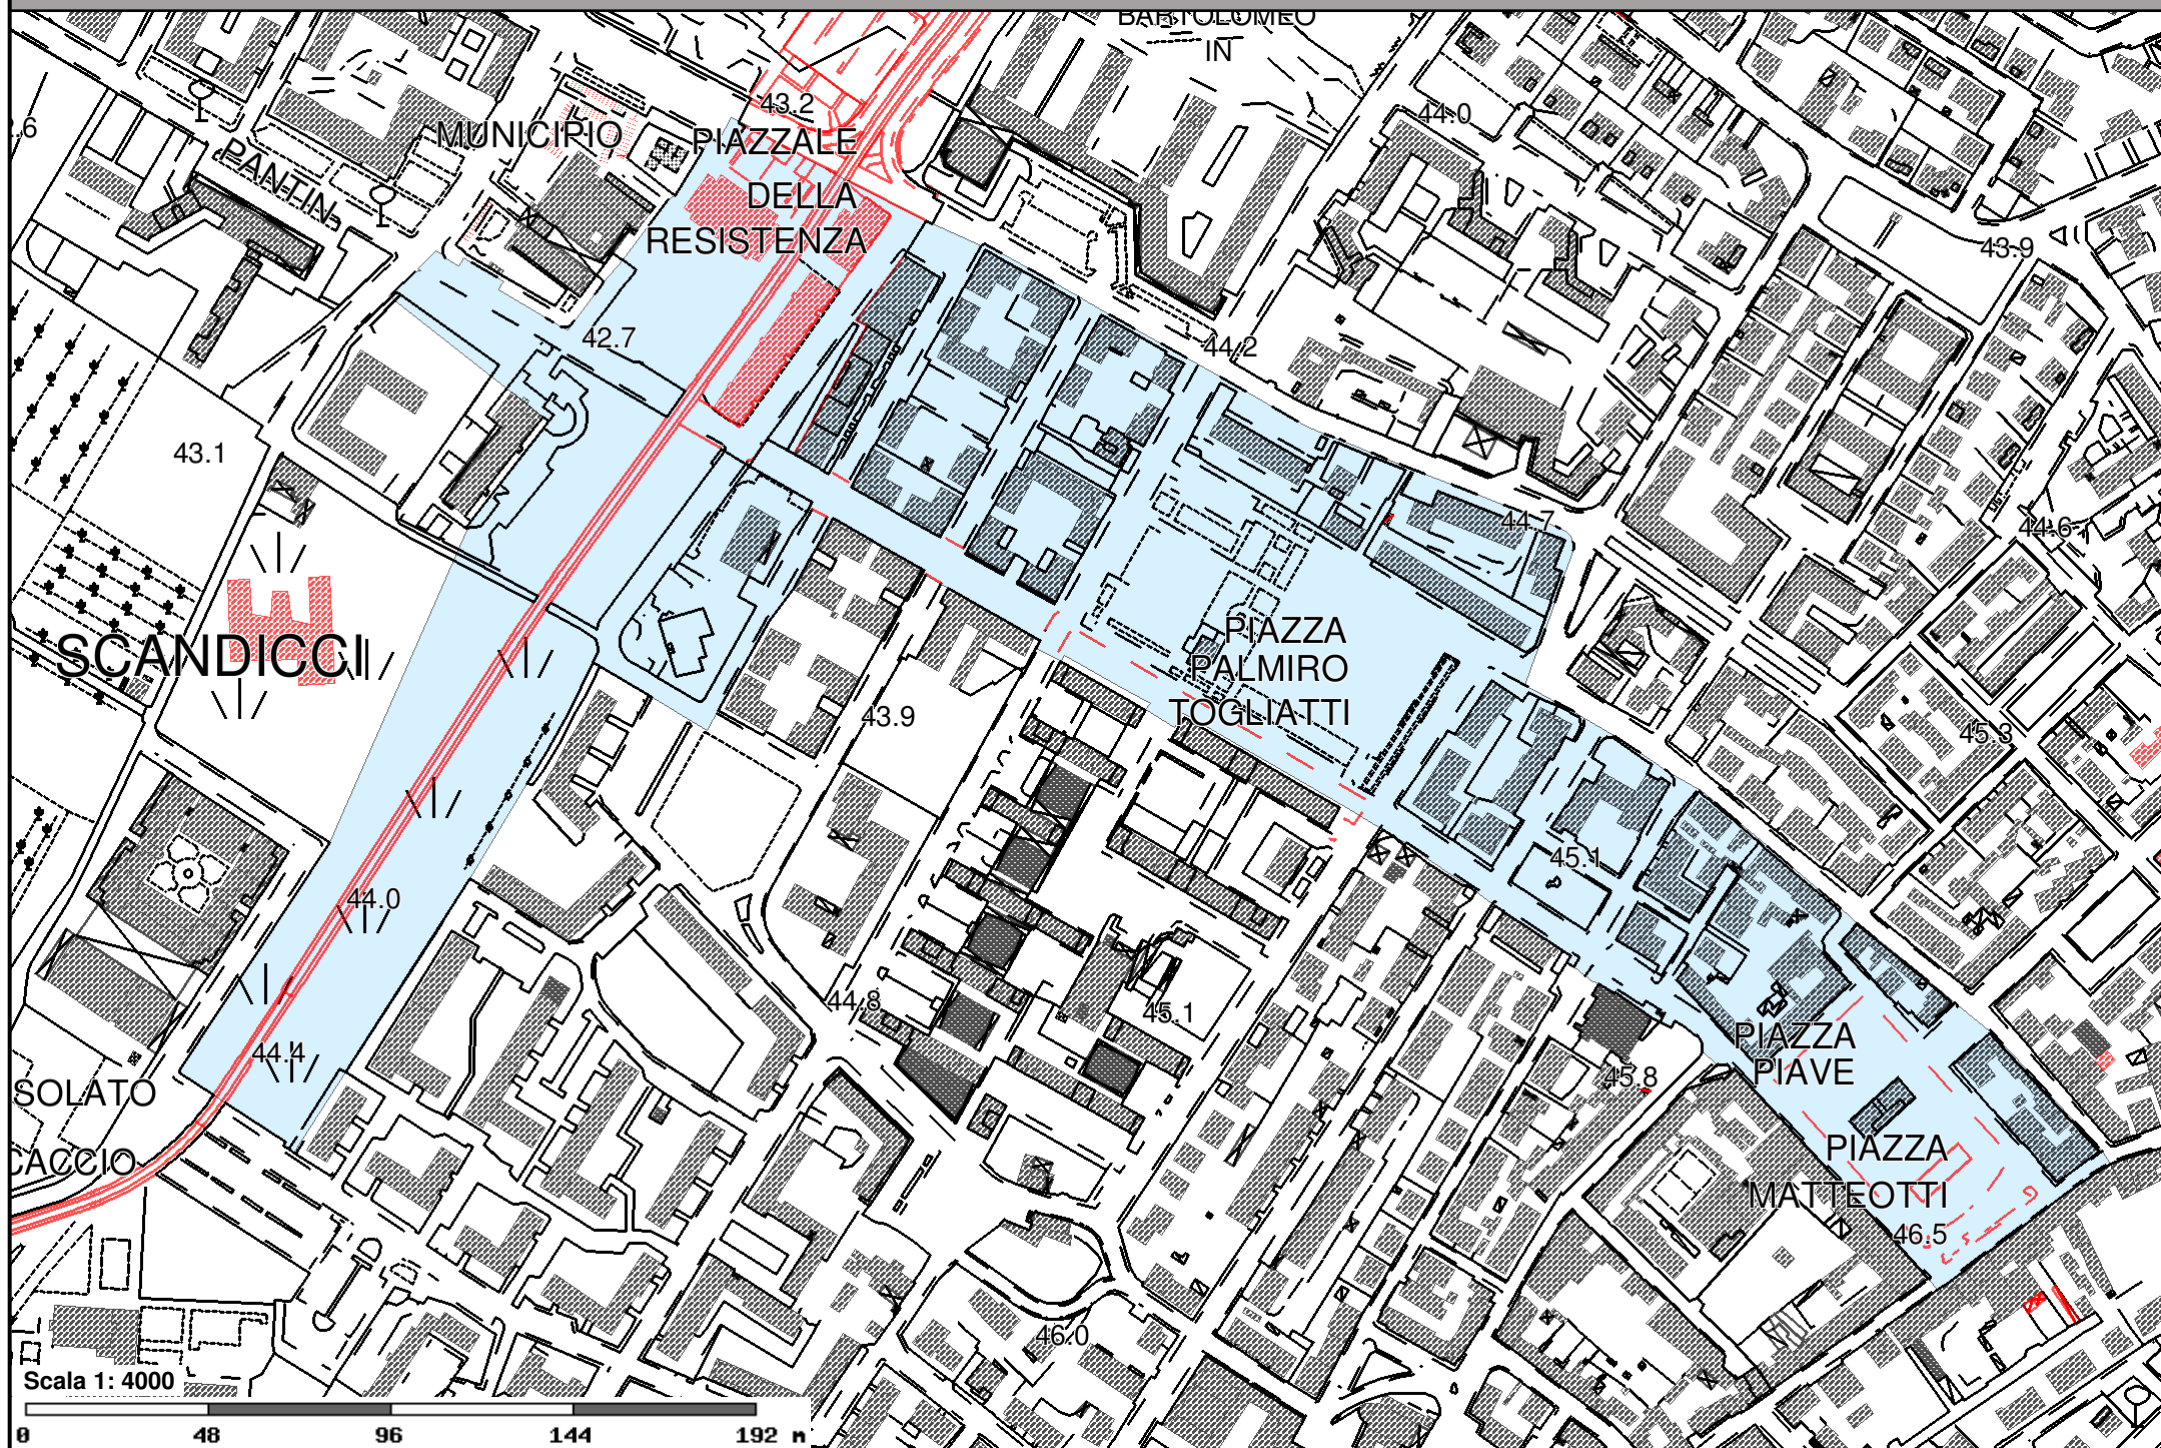 BARTOLOMEO
IN
43.2
44.0
MUNICIPIO
PIAZZALE
DELLA
RESISTENZA
PANTIN
43.9
42.7
44.2
43.1
44.7
44.6
SCANDICCI
PIAZZA
PALMIRO
TOGLIATTI
43.9
45.3
45.1
44.0
44.8
45.1
44.4
PIAZZA
PIAVE
45.8
SOLATO
CACCIO
PIAZZA
MATTEOTTI
46.5
46.0
Scala 1: 4000
0 48 96 144 192 m